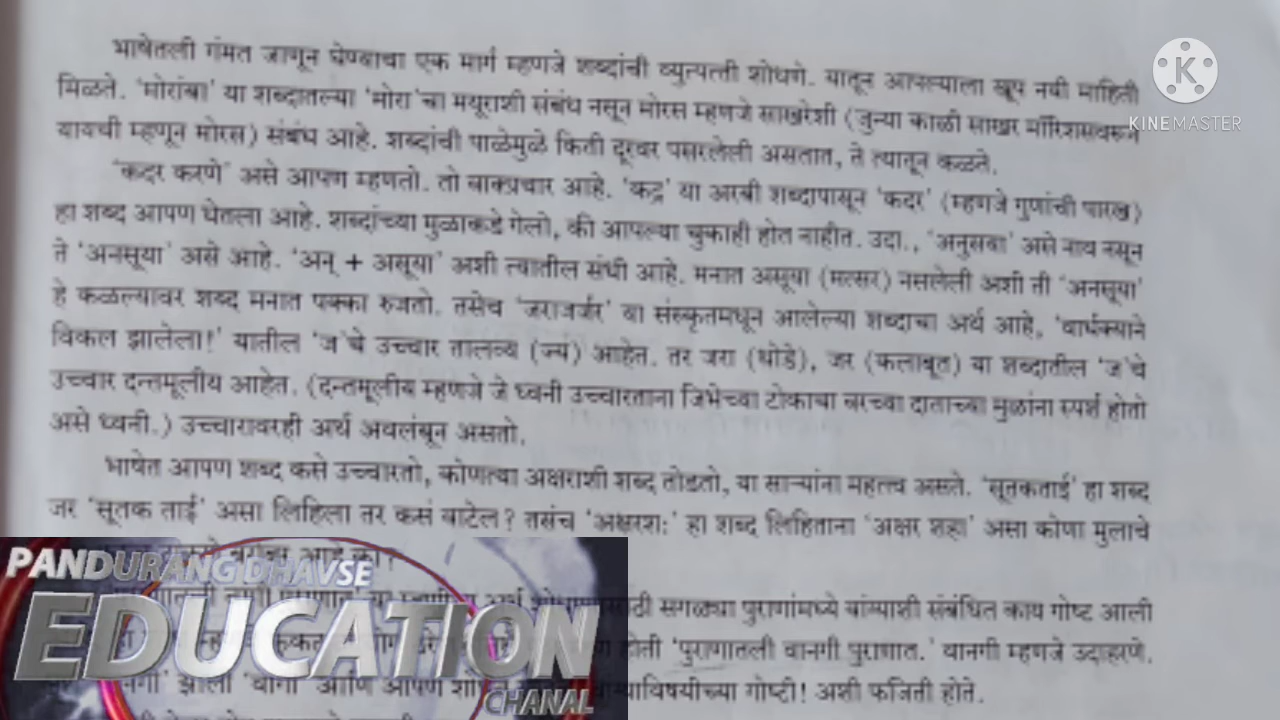 भाषेतली गंमत जाणून घेण्याचा एक मार्ग म्हणजे शब्दांची व्युत्पत्ती शोधणे. यातून आपल्याला खूप नवी माहिती
मिळते. ‘मोरांबा’ या शब्दातल्या ‘मोरा’चा मयूराशी संबंध नसून मोरस म्हणजे साखरेशी (जुन्या काळी साखर मॉरिशसवरून
यायची म्हणून मोरस) संबंध आहे. शब्दांची पाळेमुळे किती दूरवर पसरलेली असतात, ते त्यातून कळते.
‘कदर करणे’ असे आपण म्हणतो. तो वाक्प्रचार आहे. ‘कद्र’ या अरबी शब्दापासून ‘कदर’ (म्हणजे गुणांची पारख)
हा शब्द आपण घेतला आहे. शब्दांच्या मुळाकडे गेलो, की आपल्या चुकाही होत नाहीत. उदा., ‘अनुसया’ असे नाव नसून
ते ‘अनसूया’ असे आहे. ‘अन् + असूया’ अशी त्यातील संधी आहे. मनात असूया (मत्सर) नसलेली अशी ती ‘अनसूया’
हे कळल्यावर शब्द मनात पक्का रुजतो. तसेच ‘जराजर्जर’ या संस्कृतमधून आलेल्या शब्दाचा अर्थ आहे, ‘वार्धक्याने
विकल झालेला!’ यातील ‘ज’चे उच्चार तालव्य (ज्य) आहेत. तर जरा (थोडे), जर (कलाबूत) या शब्दातील ‘ज’चे
उच्चार दन्तमूलीय आहेत. (दन्तमूलीय म्हणजे जे ध्वनी उच्चारताना जिभेच्या टोकाचा वरच्या दाताच्या मुळांना स्पर्श होतो
असे ध्वनी.) उच्चारावरही अर्थ अवलंबून असतो.
भाषेत आपण शब्द कसे उच्चारतो, कोणत्या अक्षराशी शब्द तोडतो, या साऱ्यांना महत्त्व असते. ‘सूतकताई’ हा शब्द
जर ‘सूतक ताई’ असा लिहिला तर कसं वाटेल? तसंच ‘अक्षरशः’ हा शब्द लिहिताना ‘अक्षर शहा’ असा कोणा मुलाचे
सगळ्या पुराणांमध्ये वांग्याशी संबंधित काय गोष्ट आली
होती ‘पुराणातली वानगी पुराणात.’ वानगी म्हणजे उदाहरणे.
झाली ‘वांगी’ आणि आपण वांग्याविषयीच्या गोष्टी! अशी फजिती होते.
KINEMASTER
PANDURANG DHAVSE
EDUCATION
CHANAL